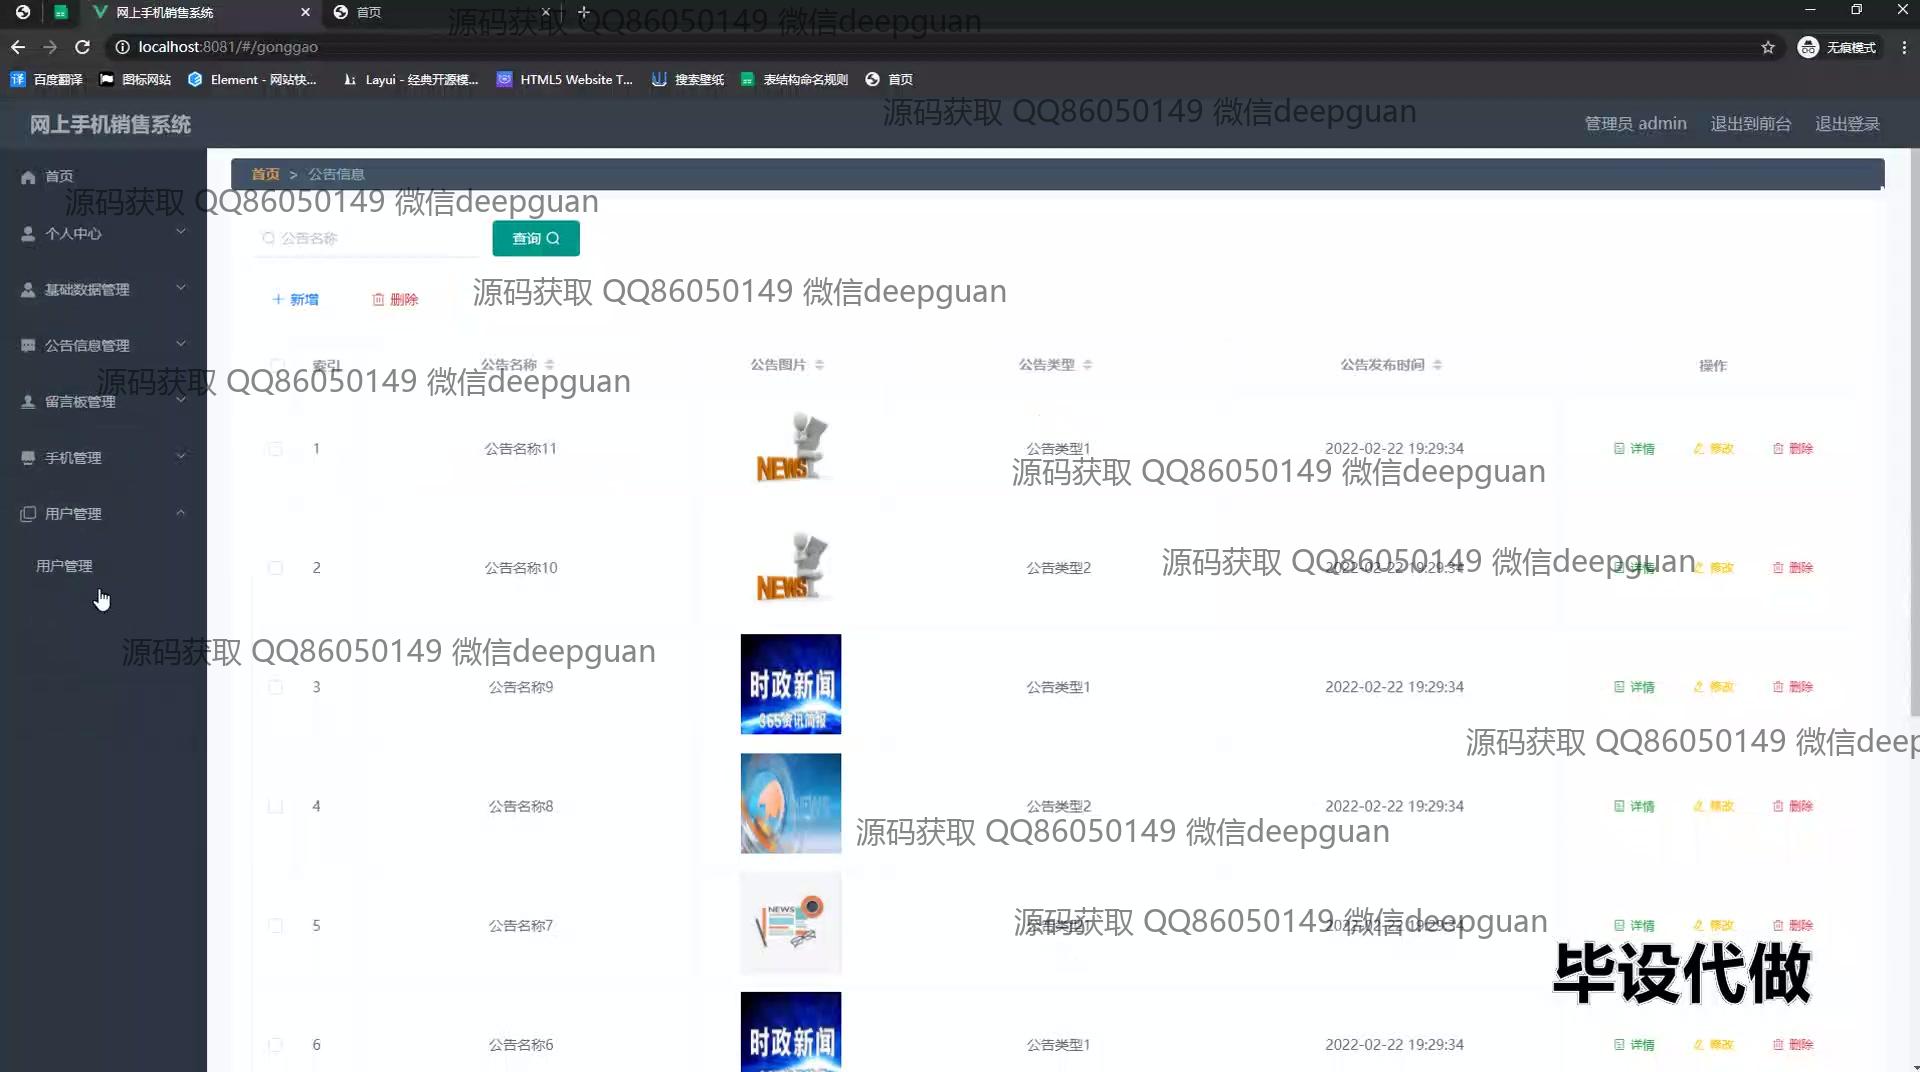 网上手机销售系统 首页
源码获取 QQ86050149 微信deepguan
localhost:8081/#/gonggao 无痕模式
百度翻译 图标网站 Element - 网站快... Layui - 经典开源模... HTML5 Website T... 搜索壁纸 表结构命名规则 首页
源码获取 QQ86050149 微信deepguan
网上手机销售系统 管理员 admin 退出到前台 退出登录
首页 > 公告信息
首页
源码获取 QQ86050149 微信deepguan
个人中心
公告名称 查询
基础数据管理
新增 删除
源码获取 QQ86050149 微信deepguan
公告信息管理
索引 公告名称 公告图片 公告类型 公告发布时间 操作
源码获取 QQ86050149 微信deepguan
留言板管理
1 公告名称11 NEWS 公告类型1 2022-02-22 19:29:34 详情 修改 删除
手机管理
源码获取 QQ86050149 微信deepguan
用户管理
用户管理
源码获取 QQ86050149 微信deepguan
2 公告名称10 NEWS 公告类型2 2022-02-22 19:29:34 详情 修改 删除
源码获取 QQ86050149 微信deepguan
3 公告名称9 时政新闻 365资讯简报 公告类型1 2022-02-22 19:29:34 详情 修改 删除
源码获取 QQ86050149 微信deep
4 公告名称8 NEWS 公告类型2 2022-02-22 19:29:34 详情 修改 删除
源码获取 QQ86050149 微信deepguan
5 公告名称7 NEWS 2022-02-22 19:29:34 详情 修改 删除
源码获取 QQ86050149 微信deepguan
毕设代做
6 公告名称6 时政新闻 公告类型1 2022-02-22 19:29:34 详情 修改 删除